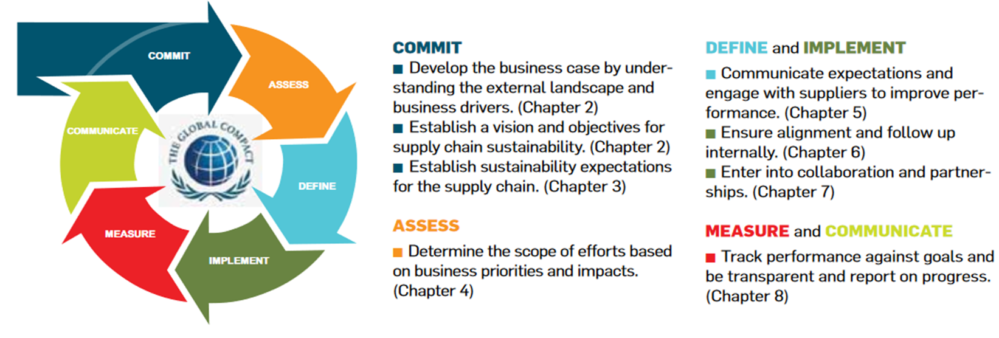 COMMIT
ASSESS
DEFINE
IMPLEMENT
MEASURE
COMMUNICATE
THE GLOBAL COMPACT
COMMIT
■ Develop the business case by under-
standing the external landscape and
business drivers. (Chapter 2)
■ Establish a vision and objectives for
supply chain sustainability. (Chapter 2)
■ Establish sustainability expectations
for the supply chain. (Chapter 3)
ASSESS
■ Determine the scope of efforts based
on business priorities and impacts.
(Chapter 4)
DEFINE and IMPLEMENT
■ Communicate expectations and
engage with suppliers to improve per-
formance. (Chapter 5)
■ Ensure alignment and follow up
internally. (Chapter 6)
■ Enter into collaboration and partner-
ships. (Chapter 7)
MEASURE and COMMUNICATE
■ Track performance against goals and
be transparent and report on progress.
(Chapter 8)